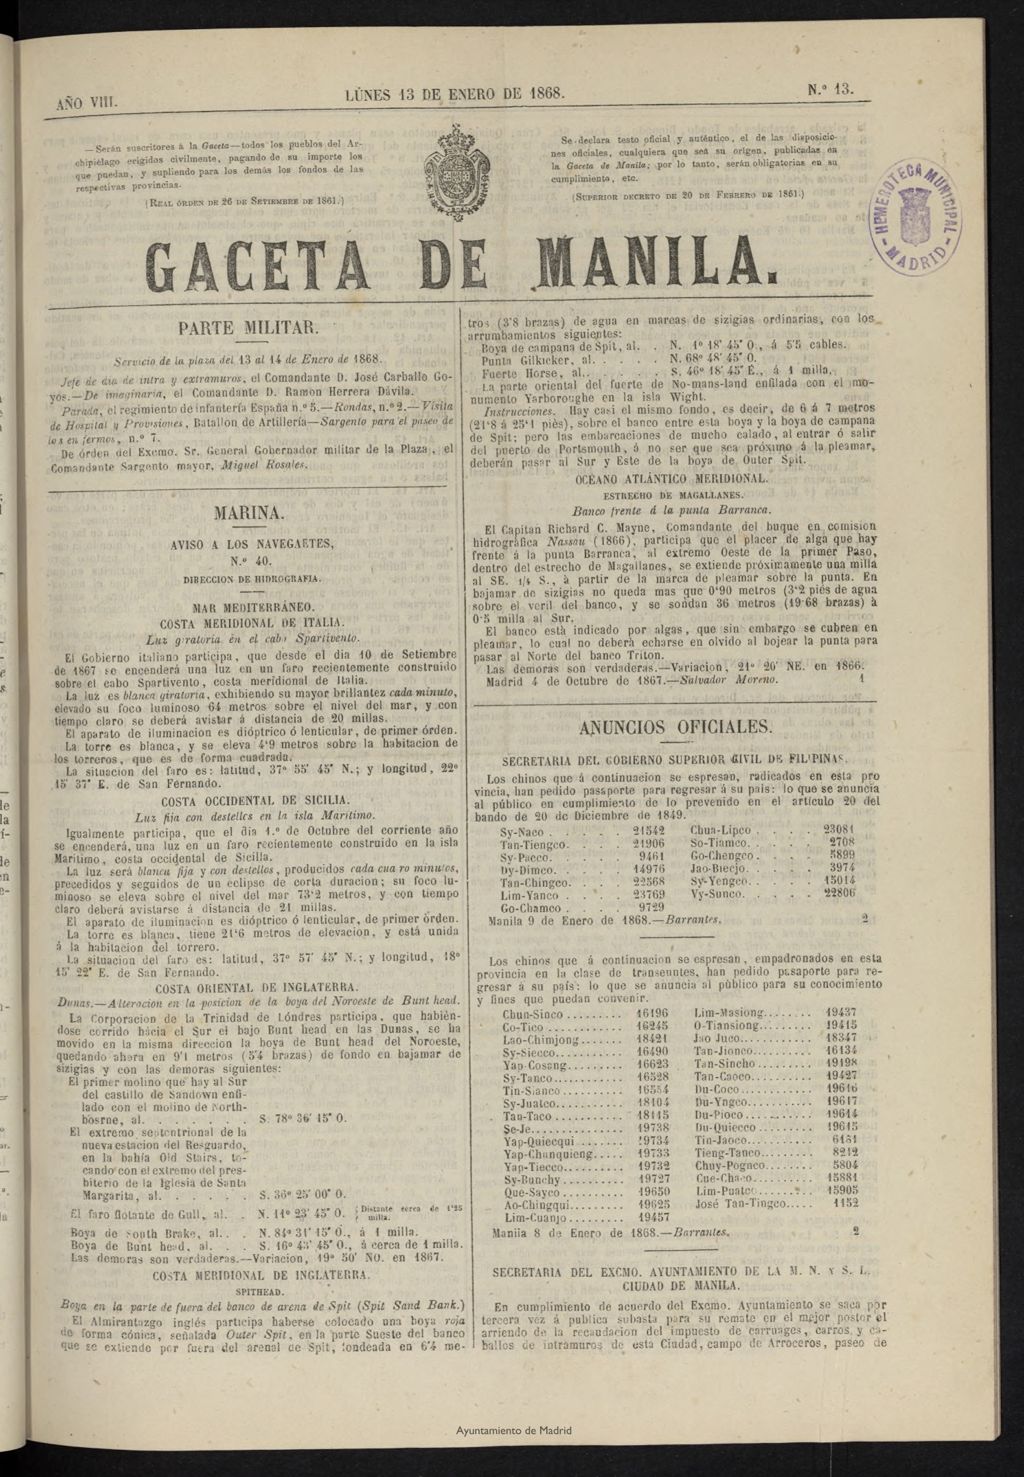 AÑO VIII.
LÚNES 13 DE ENERO DE 1868.
N.º 13.
—Serán suscritores á la Gaceta—todos los pueblos del Ar-
chipiélago erigidos civilmente, pagando de su importe los
que puedan, y supliendo para los demás los fondos de las
respectivas provincias.
(REAL ÓRDEN DE 26 DE SETIEMBRE DE 1861.)
Se declara testo oficial y auténtico, el de las disposicio-
nes oficiales, cualquiera que sea su orígen, publicadas en
la Gaceta de Manila; por lo tanto, serán obligatorias en su
cumplimiento, etc.
(SUPERIOR DECRETO DE 20 DE FEBRERO DE 1861.)
HEMEROTECA MUNICIPAL
MADRID
GACETA DE MANILA.
PARTE MILITAR.
Servicio de la plaza del 13 al 14 de Enero de 1868.
Jefe de dia de intra y extramuros, el Comandante D. José Carballo Go-
yos.—De imaginaria, el Comandante D. Ramon Herrera Dávila.
Parada, el regimiento de infantería España n.º 5.—Rondas, n.º 2.—Visita
de Hospital y Provisiones, Batallon de Artillería—Sargento para el paseo de
los enfermos, n.º 7.
De órden del Excmo. Sr. General Gobernador militar de la Plaza, el
Comandante Sargento mayor, Miguel Rosales.
MARINA.
AVISO A LOS NAVEGANTES,
N.º 40.
DIRECCION DE HIDROGRAFIA.
MAR MEDITERRÁNEO.
COSTA MERIDIONAL DE ITALIA.
Luz giratoria en el cabo Spartivento.
El Gobierno italiano participa, que desde el dia 10 de Setiembre
de 1867 se encenderá una luz en un faro recientemente construido
sobre el cabo Spartivento, costa meridional de Italia.
La luz es blanca giratoria, exhibiendo su mayor brillantez cada minuto,
elevado su foco luminoso 64 metros sobre el nivel del mar, y con
tiempo claro se deberá avistar á distancia de 20 millas.
El aparato de iluminacion es dióptrico ó lenticular, de primer órden.
La torre es blanca, y se eleva 4'9 metros sobre la habitacion de
los torreros, que es de forma cuadrada.
La situacion del faro es: latitud, 37º 55' 45" N.; y longitud, 22º
15' 37" E. de San Fernando.
COSTA OCCIDENTAL DE SICILIA.
Luz fija con destellos en la isla Marítimo.
Igualmente participa, que el dia 1.º de Octubre del corriente año
se encenderá, una luz en un faro recientemente construido en la isla
Marítimo, costa occidental de Sicilla.
La luz será blanca fija y con destellos, producidos cada cuatro minutos,
precedidos y seguidos de un eclipse de corta duracion; su foco lu-
minoso se eleva sobre el nivel del mar 73'2 metros, y con tiempo
claro deberá avistarse á distancia de 21 millas.
El aparato de iluminacion es dióptrico ó lenticular, de primer órden.
La torre es blanca, tiene 21'6 metros de elevacion, y está unida
á la habitacion del torrero.
La situacion del faro es: latitud, 37º 57' 45" N.; y longitud, 18º
15' 22" E. de San Fernando.
COSTA ORIENTAL DE INGLATERRA.
Dunas.—Alteracion en la posicion de la boya del Noroeste de Bunt head.
La Corporacion de la Trinidad de Lóndres participa, que habién-
dose corrido hácia el Sur el bajo Bunt head en las Dunas, se ha
movido en la misma direccion la boya de Bunt head del Noroeste,
quedando ahora en 9'1 metros (5'4 brazas) de fondo en bajamar de
sizigias y con las demoras siguientes:
El primer molino que hay al Sur
del castillo de Sandown enfi-
lado con el molino de North-
bosrne, al. . . . . . . S. 78º 36' 15" O.
El extremo septentrional de la
nueva estacion del Resguardo,
en la bahía Old Stairs, to-
cando con el extremo del pres-
biterio de la Iglesia de Santa
Margarita, al. . . . . . S. 36º 25' 00" O.
El faro flotante de Gull, al. . N. 11º 23' 45" O. Distante cerca de 1'25 milla.
Boya de South Brake, al. . . N. 84º 31' 15" O., á 1 milla.
Boya de Bunt head, al. . . S. 16º 43' 45" O., á cerca de 1 milla.
Las demoras son verdaderas.—Variacion, 19º 50' NO. en 1867.
COSTA MERIDIONAL DE INGLATERRA.
SPITHEAD.
Boya en la parte de fuera del banco de arena de Spit (Spit Sand Bank.)
El Almirantazgo inglés participa haberse colocado una boya roja
de forma cónica, señalada Outer Spit, en la parte Sueste del banco
que se extiende por fuera del arenal de Spit, fondeada en 6'4 me-
tros (3'8 brazas) de agua en mareas de sizigias ordinarias, con los
arrumbamientos siguientes:
Boya de campana de Spit, al. . N. 1º 18' 45" O., á 5'5 cables.
Punta Gilkicker, al. . . . . N. 68º 48' 45" O.
Fuerte Horse, al. . . . . . S. 46º 18' 45" E., á 1 milla.
La parte oriental del fuerte de No-mans-land enfilada con el mo-
numento Yarboroughe en la isla Wight.
Instrucciones. Hay casi el mismo fondo, es decir, de 6 á 7 metros
(21'8 á 25'1 piés), sobre el banco entre esta boya y la boya de campana
de Spit; pero las embarcaciones de mucho calado, al entrar ó salir
del puerto de Portsmouth, á no ser que sea próximo á la pleamar,
deberán pasar al Sur y Este de la boya de Outer Spit.
OCEANO ATLÁNTICO MERIDIONAL.
ESTRECHO DE MAGALLANES.
Banco frente á la punta Barranca.
El Capitan Richard C. Mayne, Comandante del buque en comision
hidrográfica Nassau (1866), participa que el placer de alga que hay
frente á la punta Barranca, al extremo Oeste de la primer Paso,
dentro del estrecho de Magallanes, se extiende próximamente una milla
al SE. 1/4 S., á partir de la marca de pleamar sobre la punta. En
bajamar de sizigias no queda mas que 0'90 metros (3'2 piés de agua
sobre el veril del banco, y se sondan 36 metros (19'68 brazas) á
0'5 milla al Sur.
El banco está indicado por algas, que sin embargo se cubren en
pleamar, lo cual no deberá echarse en olvido al bojear la punta para
pasar al Norte del banco Triton.
Las demoras son verdaderas.—Variacion, 21º 20' NE. en 1866.
Madrid 4 de Octubre de 1867.—Salvador Moreno. 1
ANUNCIOS OFICIALES.
SECRETARIA DEL GOBIERNO SUPERIOR CIVIL DE FILIPINAS.
Los chinos que á continuacion se espresan, radicados en esta pro
vincia, han pedido pasaporte para regresar á su pais: lo que se anuncia
al público en cumplimiento de lo prevenido en el artículo 20 del
bando de 20 de Diciembre de 1849.
Sy-Naco . . . . . 21542 Chua-Lipco . . . . 23081
Tan-Tiengco. . . . 21906 So-Tiamco. . . . . 2708
Sy-Pacco. . . . . 9461 Go-Chengco. . . . 5899
Dy-Dimco. . . . . 14976 Jao-Biecjo. . . . . 3974
Tan-Chingco. . . . 22568 Sy-Yengco. . . . . 15014
Lim-Yanco . . . . 23769 Vy-Sunco. . . . . 22806
Go-Chamco . . . . 9729
Manila 9 de Enero de 1868.—Barrantes. 2
Los chinos que á continuacion se espresan, empadronados en esta
provincia en la clase de transeuntes, han pedido pasaporte para re-
gresar á su país: lo que se anuncia al público para su conocimiento
y fines que puedan convenir.
Chun-Sinco ......... 16196 Lim-Masiong........ 19437
Co-Tico ............ 16245 O-Tiansiong......... 19415
Lao-Chimjong ....... 18421 Jao Juco............ 18347
Sy-Siecco........... 16490 Tan-Jionco.......... 16134
Yap Cosang.......... 16623 Tan-Sincho ......... 19198
Sy-Tanco............ 16528 Tan-Caoco........... 19427
Tin-Sianco ......... 16554 Du-Coco ............ 19616
Sy-Juatco........... 18104 Du-Yngco............ 19617
Tan-Taco............ 18115 Du-Pioco............ 19614
Se-Je............... 19738 Du-Quiecco ......... 19615
Yap-Quiecqui ....... 19734 Tin-Jaoco........... 6131
Yap-Chunquieng...... 19733 Tieng-Tanco......... 8212
Yap-Tiecco.......... 19732 Chuy-Pognco......... 5804
Sy-Bunchy .......... 19727 Cue-Chaco........... 15881
Que-Sayco........... 19650 Lim-Puatco.......... 15905
Ao-Chingqui......... 19625 José Tan-Tingco..... 1152
Lim-Cuanjo.......... 19457
Manila 8 de Enero de 1868.—Barrantes. 2
SECRETARIA DEL EXCMO. AYUNTAMIENTO DE LA M. N. Y S. L.
CIUDAD DE MANILA.
En cumplimiento de acuerdo del Excmo. Ayuntamiento se saca por
tercera vez á publica subasta para su remate en el mejor postor el
arriendo de la recaudacion del impuesto de carruages, carros y ca-
ballos de intramuros de esta Ciudad, campo de Arroceros, paseo de
Ayuntamiento de Madrid